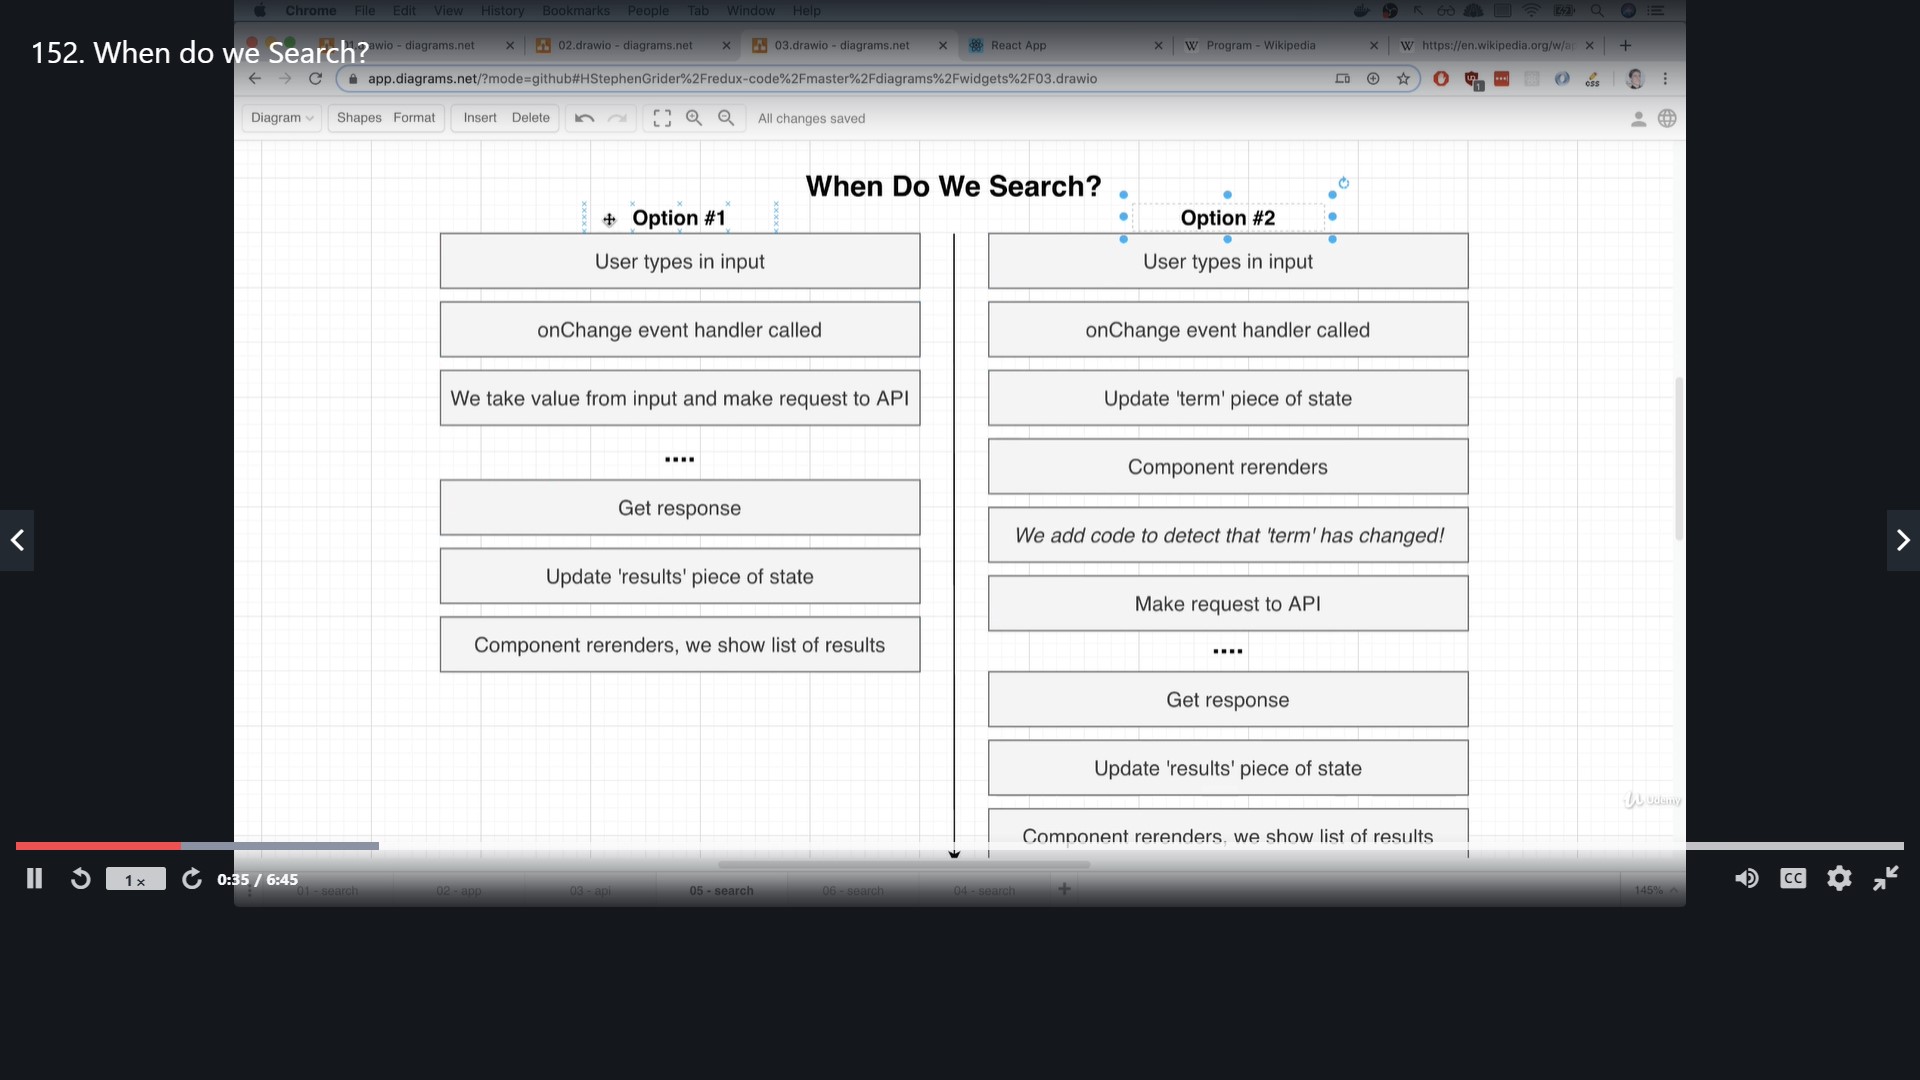 Chrome File Edit View History Bookmarks People Tab Window Help
152. When do we Search?
drawio - diagrams.net
02.drawio - diagrams.net
03.drawio - diagrams.net
React App
Program - Wikipedia
https://en.wikipedia.org/w/ap
app.diagrams.net/?mode=github#HStephenGrider%2Fredux-code%2Fmaster%2Fdiagrams%2Fwidgets%2F03.drawio
1
css
Diagram Shapes Format Insert Delete All changes saved
When Do We Search?
Option #1
User types in input
onChange event handler called
We take value from input and make request to API
....
Get response
Update 'results' piece of state
Component rerenders, we show list of results
Option #2
User types in input
onChange event handler called
Update 'term' piece of state
Component rerenders
We add code to detect that 'term' has changed!
Make request to API
....
Get response
Update 'results' piece of state
Component rerenders, we show list of results
Udemy
1 x
0:35 / 6:45
CC
01 - search
02 - app
03 - api
05 - search
06 - search
04 - search
145%